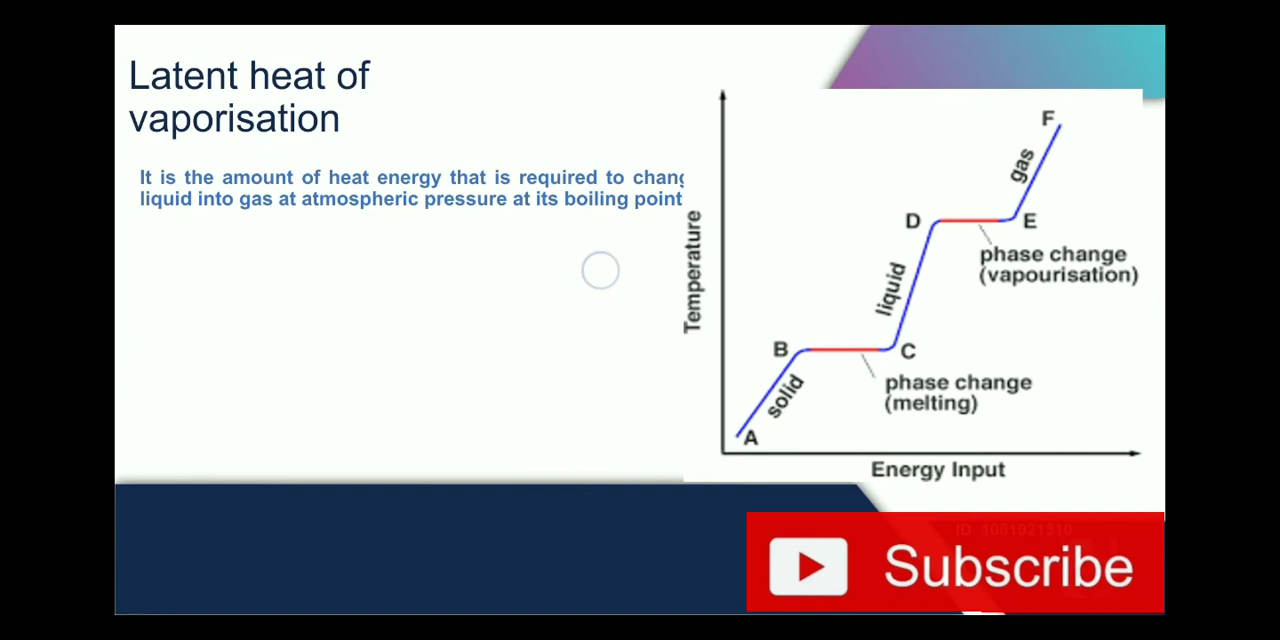 Latent heat of
vaporisation
It is the amount of heat energy that is required to
liquid into gas at atmospheric pressure at its boiling point
F
gas
D
E
phase change
(vapourisation)
Temperature
liquid
B
C
phase change
(melting)
solid
A
Energy Input
ID 1001021310
Subscribe